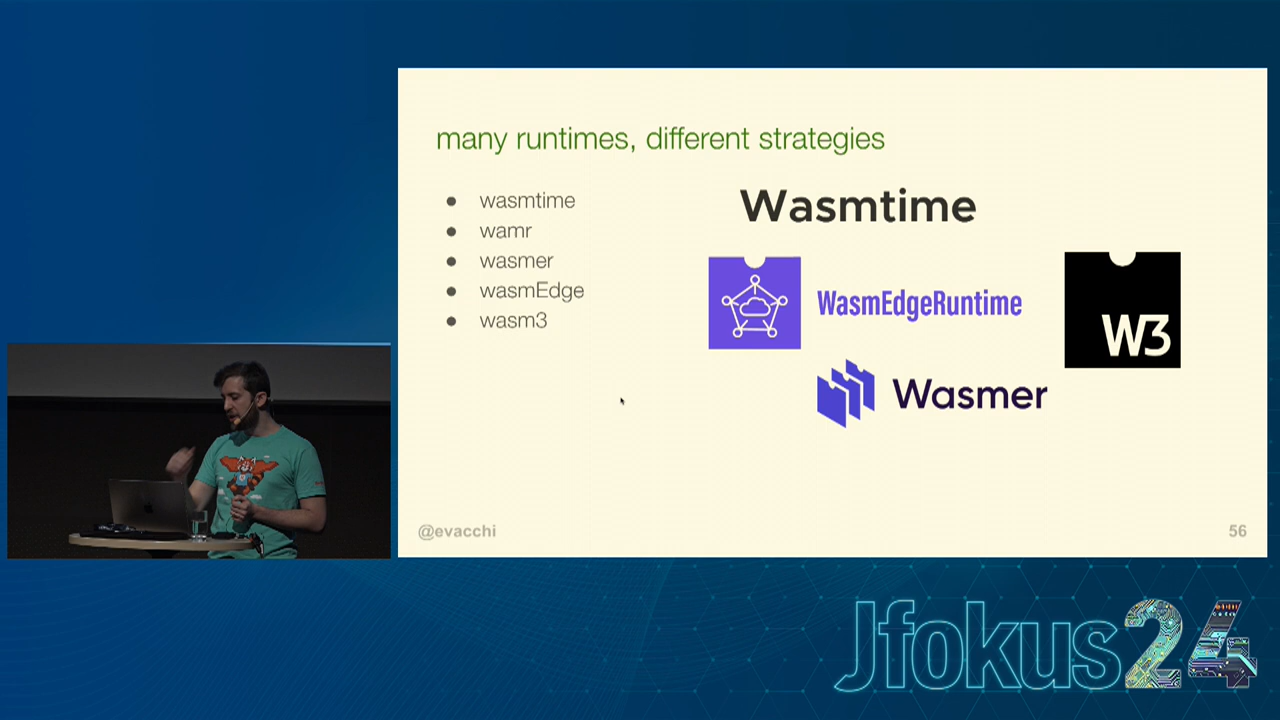 many runtimes, different strategies
wasmtime
wamr
wasmer
wasmEdge
wasm3
Wasmtime
WasmEdgeRuntime
W3
Wasmer
@evacchi
56
Jfokus24